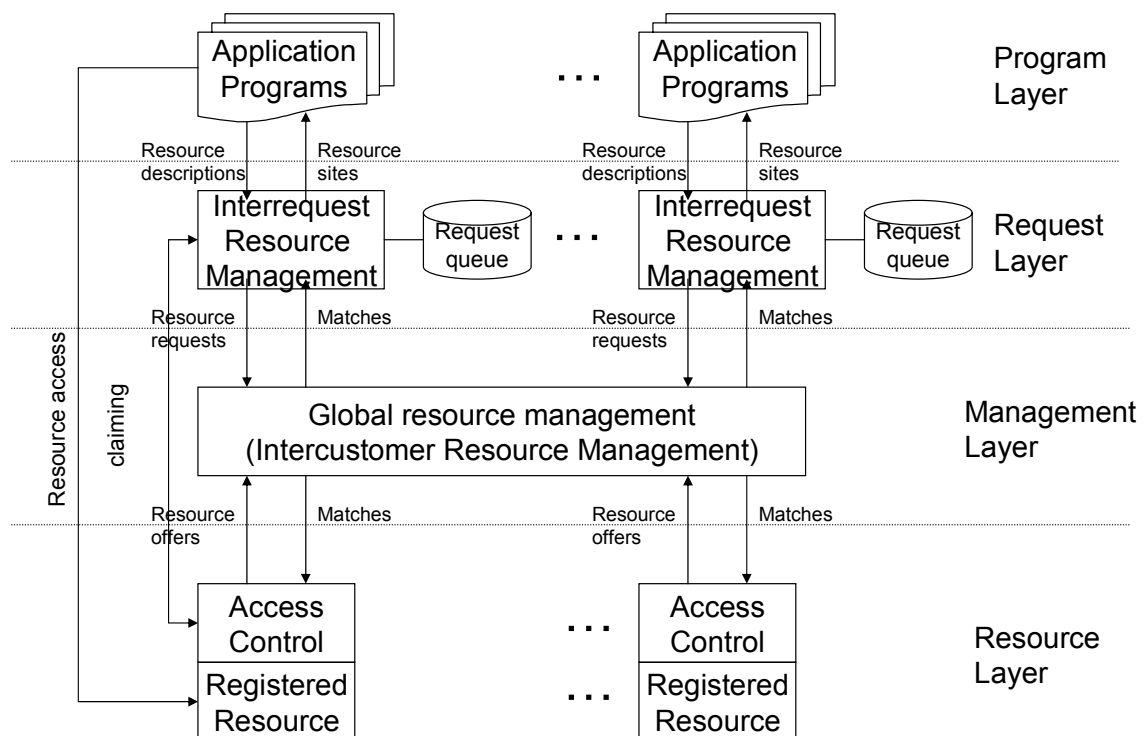 Application
Programs
. . .
Application
Programs
Program
Layer
Resource
descriptions
Resource
sites
Resource
descriptions
Resource
sites
Interrequest
Resource
Management
Request
queue
. . .
Interrequest
Resource
Management
Request
queue
Request
Layer
Resource
requests
Matches
Resource
requests
Matches
Resource access
claiming
Global resource management
(Intercustomer Resource Management)
Management
Layer
Resource
offers
Matches
Resource
offers
Matches
Access
Control
. . .
Access
Control
Resource
Layer
Registered
Resource
. . .
Registered
Resource